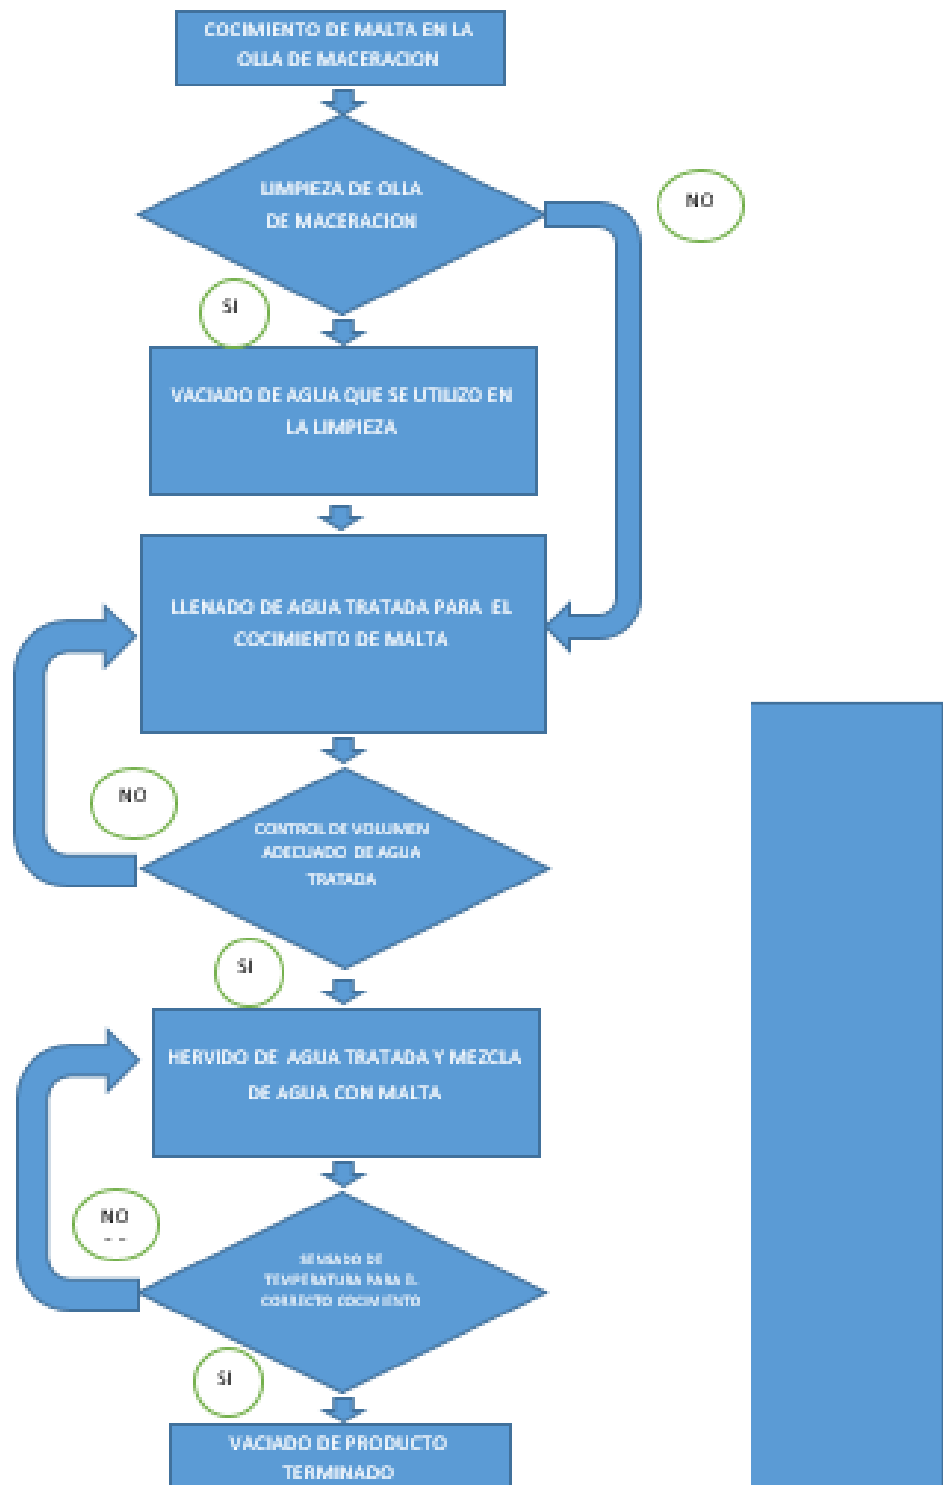 COCIMIENTO DE MALTA EN LA
OLLA DE MACERACION
LIMPIEZA DE OLLA
DE MACERACION
NO
SI
VACIADO DE AGUA QUE SE UTILIZO EN
LA LIMPIEZA
LLENADO DE AGUA TRATADA PARA EL
COCIMIENTO DE MALTA
NO
CONTROL DE VOLUMEN
ADECUADO DE AGUA
TRATADA
SI
HERVIDO DE AGUA TRATADA Y MEZCLA
DE AGUA CON MALTA
NO
SENSADO DE
TEMPERATURA PARA EL
CORRECTO COCIMIENTO
SI
VACIADO DE PRODUCTO
TERMINADO